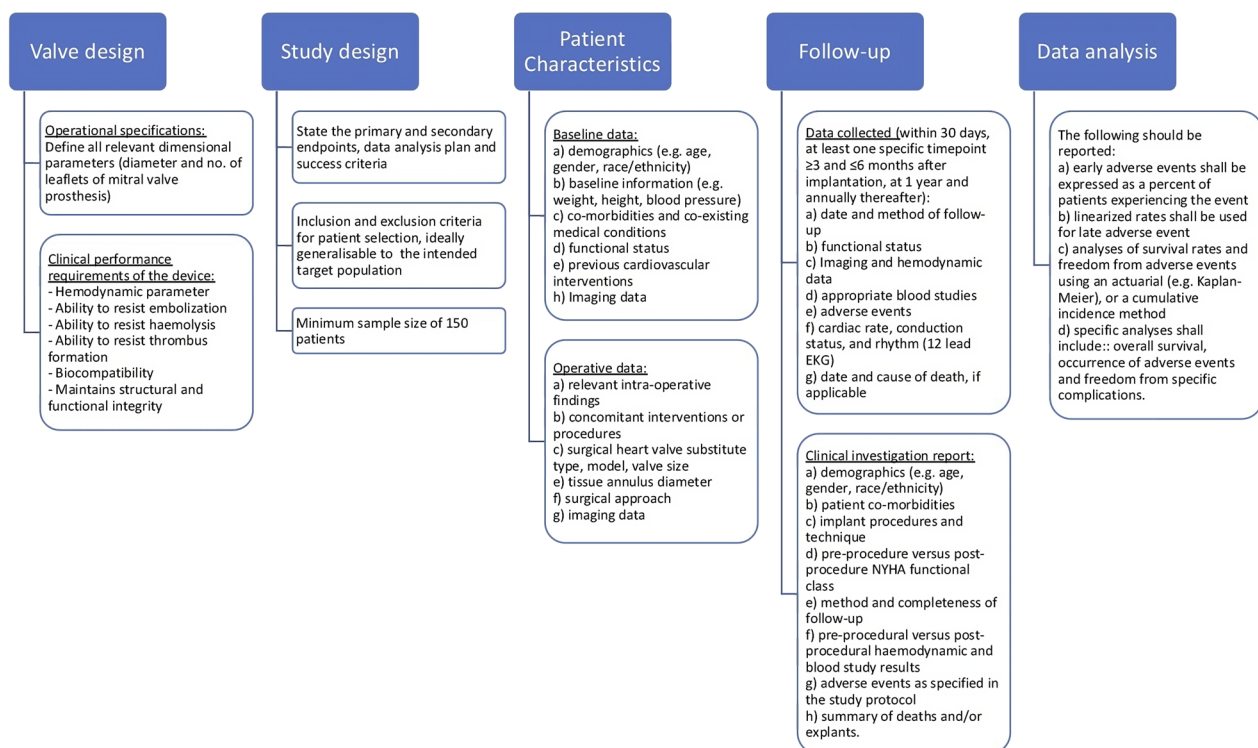 Valve design
Operational specifications:
Define all relevant dimensional
parameters (diameter and no. of
leaflets of mitral valve
prosthesis)
Clinical performance
requirements of the device:
- Hemodynamic parameter
- Ability to resist embolization
- Ability to resist haemolysis
- Ability to resist thrombus
formation
- Biocompatibility
- Maintains structural and
functional integrity
Study design
State the primary and secondary
endpoints, data analysis plan and
success criteria
Inclusion and exclusion criteria
for patient selection, ideally
generalisable to the intended
target population
Minimum sample size of 150
patients
Patient
Characteristics
Baseline data:
a) demographics (e.g. age,
gender, race/ethnicity)
b) baseline information (e.g.
weight, height, blood pressure)
c) co-morbidities and co-existing
medical conditions
d) functional status
e) previous cardiovascular
interventions
h) Imaging data
Operative data:
a) relevant intra-operative
findings
b) concomitant interventions or
procedures
c) surgical heart valve substitute
type, model, valve size
e) tissue annulus diameter
f) surgical approach
g) imaging data
Follow-up
Data collected (within 30 days,
at least one specific timepoint
≥3 and ≤6 months after
implantation, at 1 year and
annually thereafter):
a) date and method of follow-
up
b) functional status
c) Imaging and hemodynamic
data
d) appropriate blood studies
e) adverse events
f) cardiac rate, conduction
status, and rhythm (12 lead
EKG)
g) date and cause of death, if
applicable
Clinical investigation report:
a) demographics (e.g. age,
gender, race/ethnicity)
b) patient co-morbidities
c) implant procedures and
technique
d) pre-procedure versus post-
procedure NYHA functional
class
e) method and completeness of
follow-up
f) pre-procedural versus post-
procedural haemodynamic and
blood study results
g) adverse events as specified in
the study protocol
h) summary of deaths and/or
explants.
Data analysis
The following should be
reported:
a) early adverse events shall be
expressed as a percent of
patients experiencing the event
b) linearized rates shall be used
for late adverse event
c) analyses of survival rates and
freedom from adverse events
using an actuarial (e.g. Kaplan-
Meier), or a cumulative
incidence method
d) specific analyses shall
include:: overall survival,
occurrence of adverse events
and freedom from specific
complications.